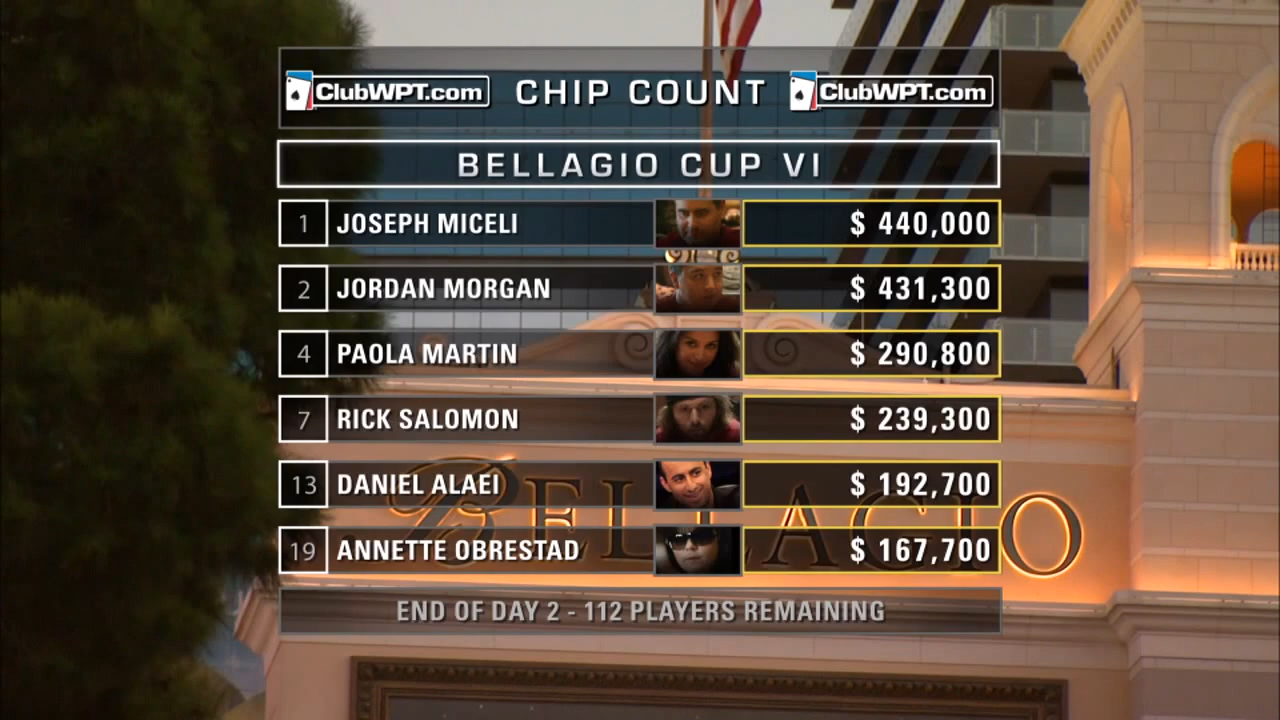 ClubWPT.com CHIP COUNT ClubWPT.com
BELLAGIO CUP VI
1 JOSEPH MICELI $ 440,000
2 JORDAN MORGAN $ 431,300
4 PAOLA MARTIN $ 290,800
7 RICK SALOMON $ 239,300
13 DANIEL ALAEI $ 192,700
19 ANNETTE OBRESTAD $ 167,700
BELLAGIO
END OF DAY 2 - 112 PLAYERS REMAINING